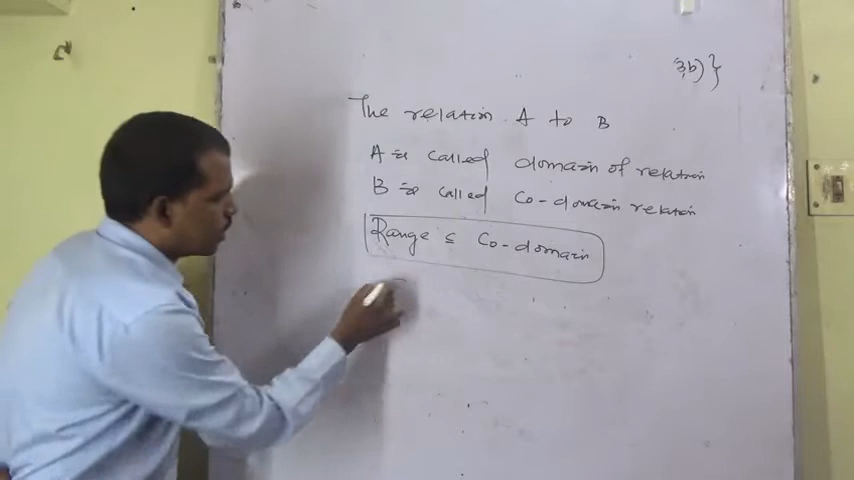 3,b)}
The relation A to B
A is called domain of relation
B is called Co-domain relation
Range ⊆ Co-domain